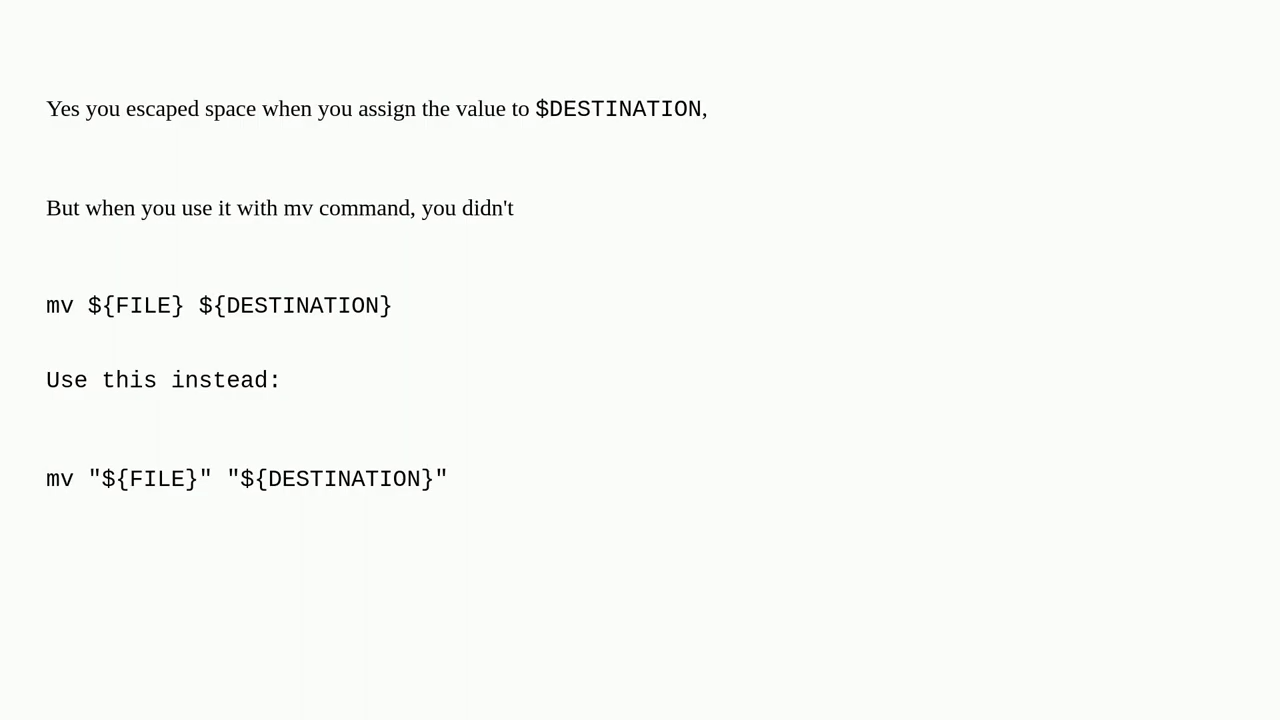 Yes you escaped space when you assign the value to $DESTINATION,
But when you use it with mv command, you didn't
mv ${FILE} ${DESTINATION}
Use this instead:
mv "${FILE}" "${DESTINATION}"